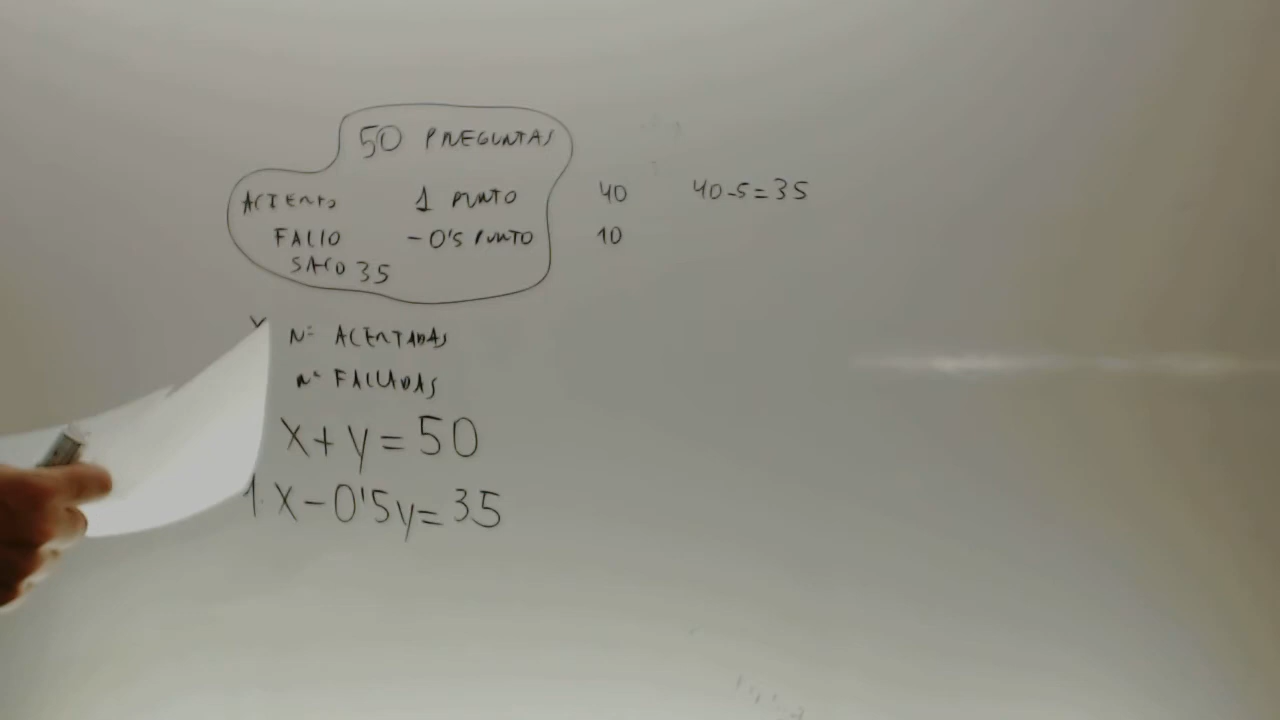 50 PREGUNTAS
ACIERTO 1 PUNTO 40 40-5=35
FALLO -0'5 PUNTO 10
SACO 35
Nº ACERTADAS
nº FALLADAS
x+y=50
1·x-0'5y=35